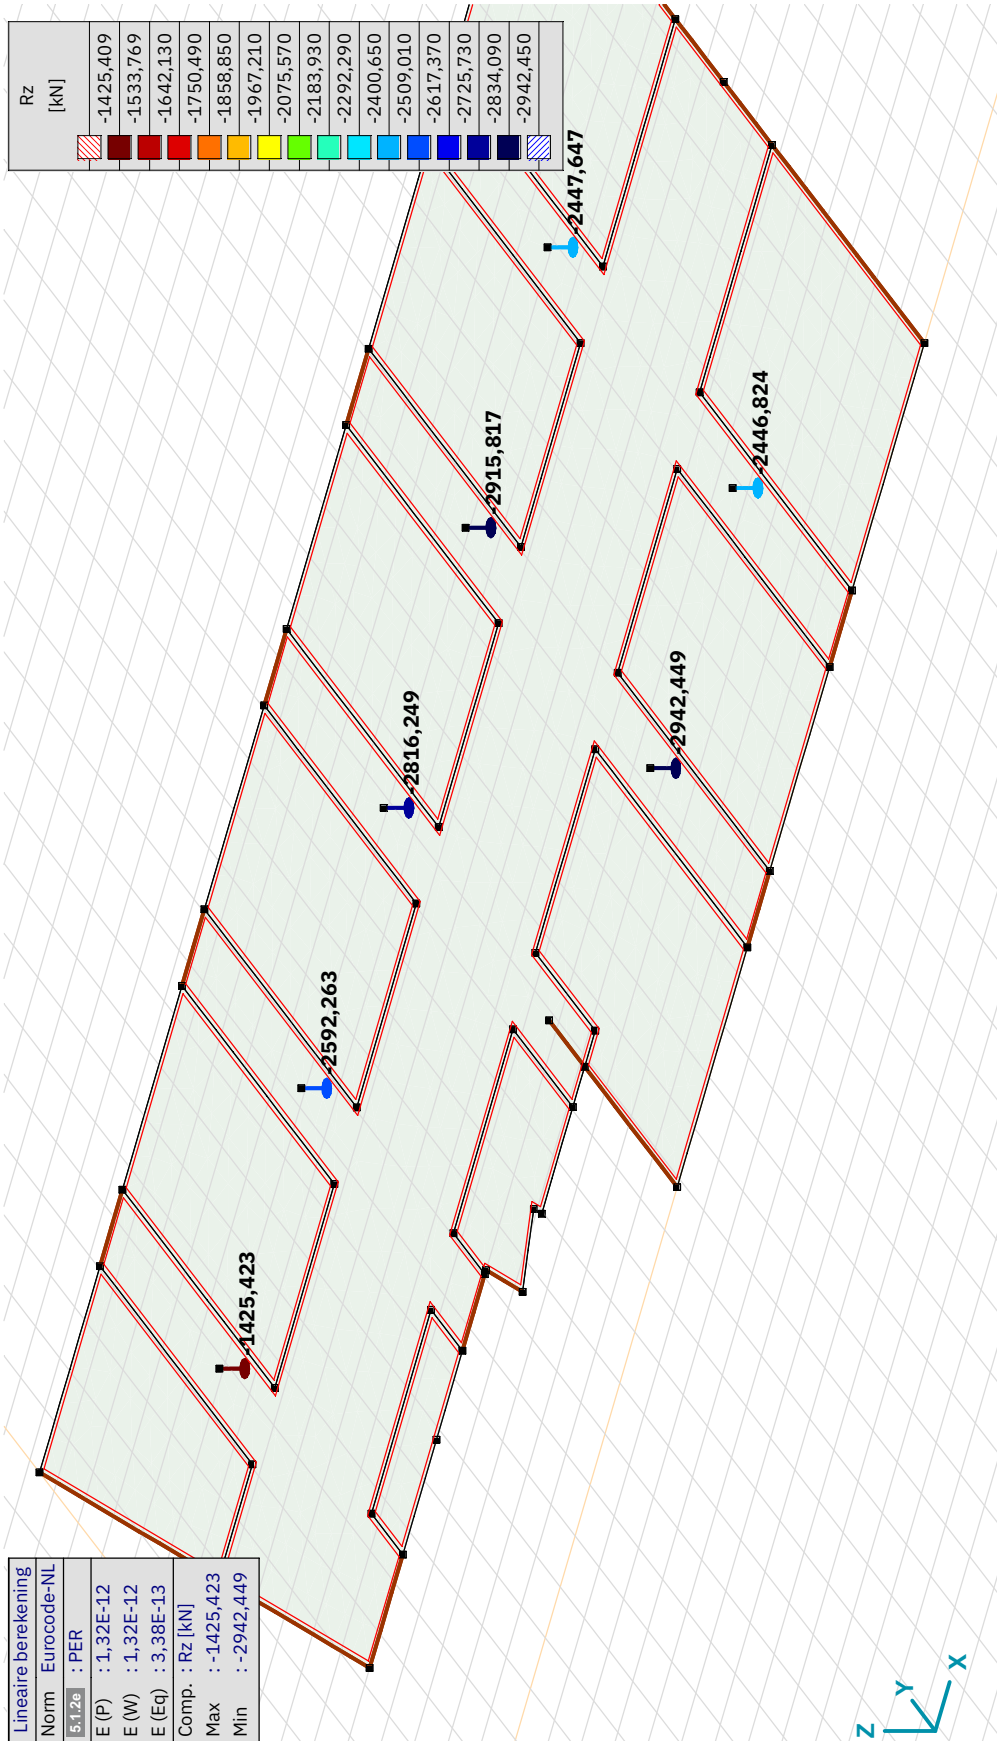 Lineaire berekening
Norm Eurocode-NL
5.1.2e : PER
E (P) : 1,32E-12
E (W) : 1,32E-12
E (Eq) : 3,38E-13
Comp. : Rz [kN]
Max : -1425,423
Min : -2942,449
Rz
[kN]
-1425,409
-1533,769
-1642,130
-1750,490
-1858,850
-1967,210
-2075,570
-2183,930
-2292,290
-2400,650
-2509,010
-2617,370
-2725,730
-2834,090
-2942,450
-1425,423
-2592,263
-2816,249
-2915,817
-2447,647
-2942,449
-2446,824
Z
Y
X